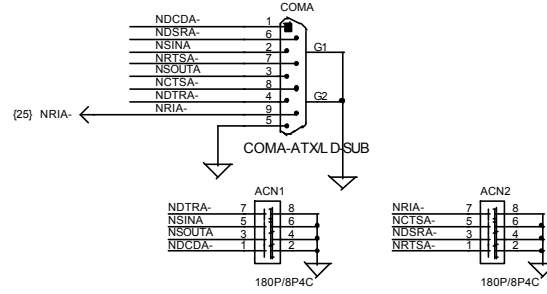 COMA
NDCDA- 1
NDSRA- 6
NSINA 2 G1
NRTSA- 7
NSOUTA 3
NCTSA- 8
NDTRA- 4 G2
{25} NRIA- NRIA- 9
5
COMA-ATX/L D-SUB
ACN1 ACN2
NDTRA- 7 8 NRIA- 7 8
NSINA 5 6 NCTSA- 5 6
NSOUTA 3 4 NDSRA- 3 4
NDCDA- 1 2 NRTSA- 1 2
180P/8P4C 180P/8P4C